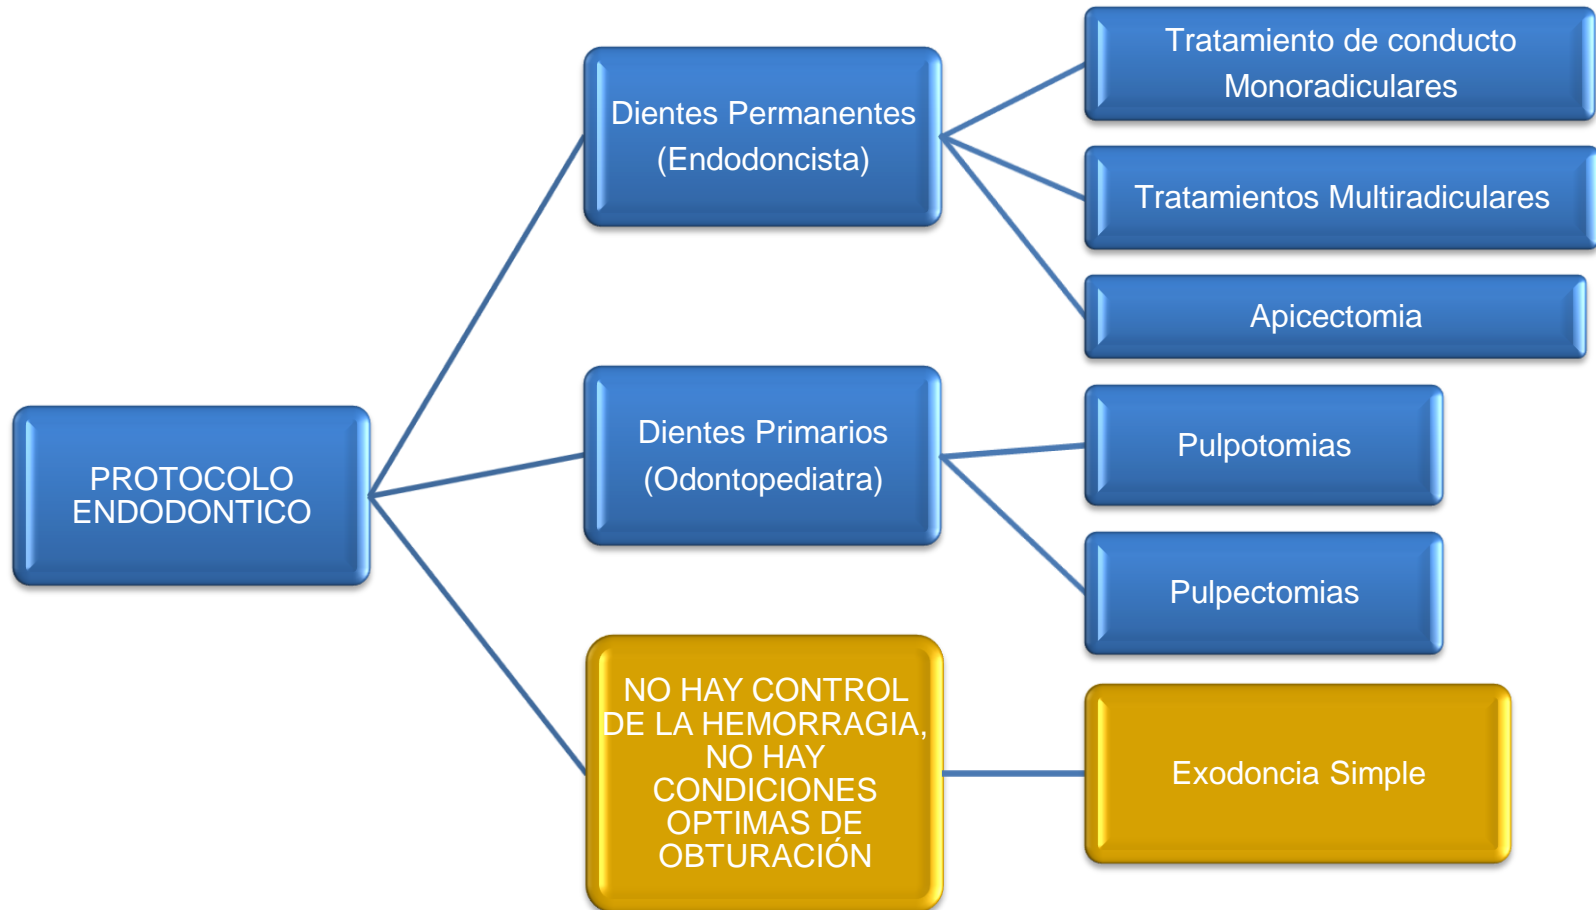 PROTOCOLO
ENDODONTICO
Dientes Permanentes
(Endodoncista)
Tratamiento de conducto
Monoradiculares
Tratamientos Multiradiculares
Apicectomia
Dientes Primarios
(Odontopediatra)
Pulpotomias
Pulpectomias
NO HAY CONTROL
DE LA HEMORRAGIA,
NO HAY
CONDICIONES
OPTIMAS DE
OBTURACIÓN
Exodoncia Simple